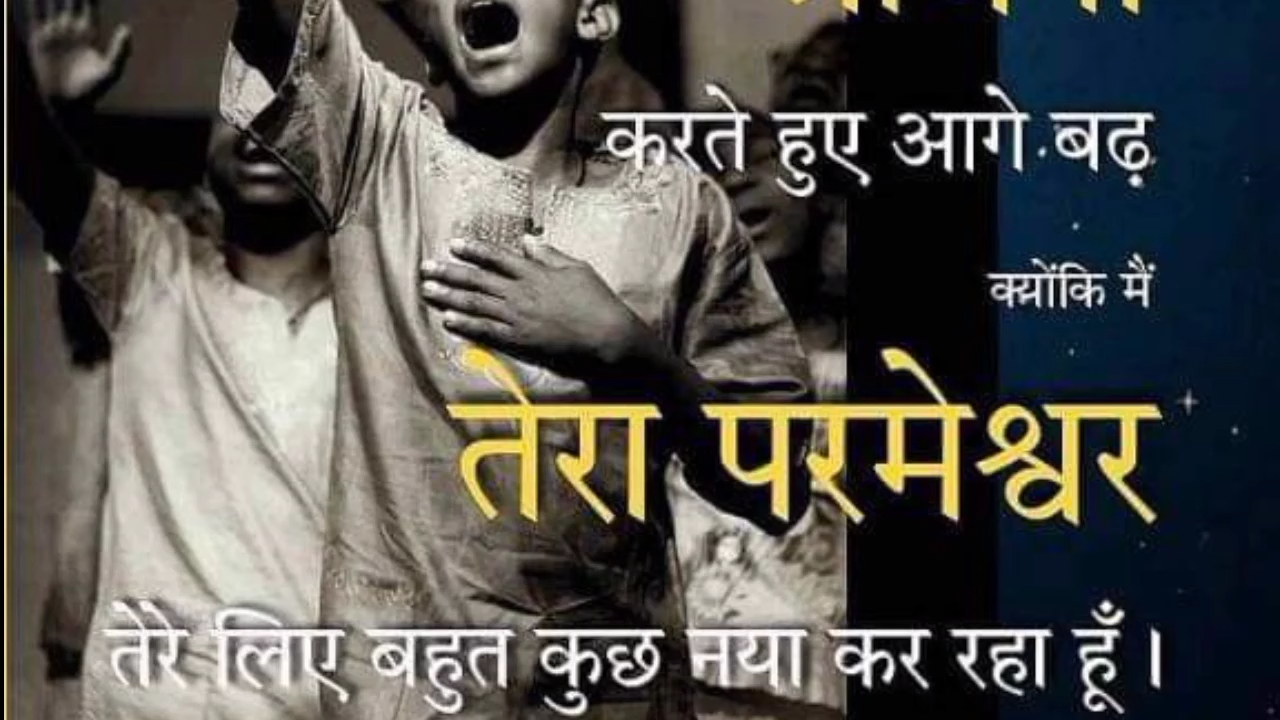 करते हुए आगे बढ़
क्योंकि मैं
तेरा परमेश्वर
तेरे लिए बहुत कुछ नया कर रहा हूँ।